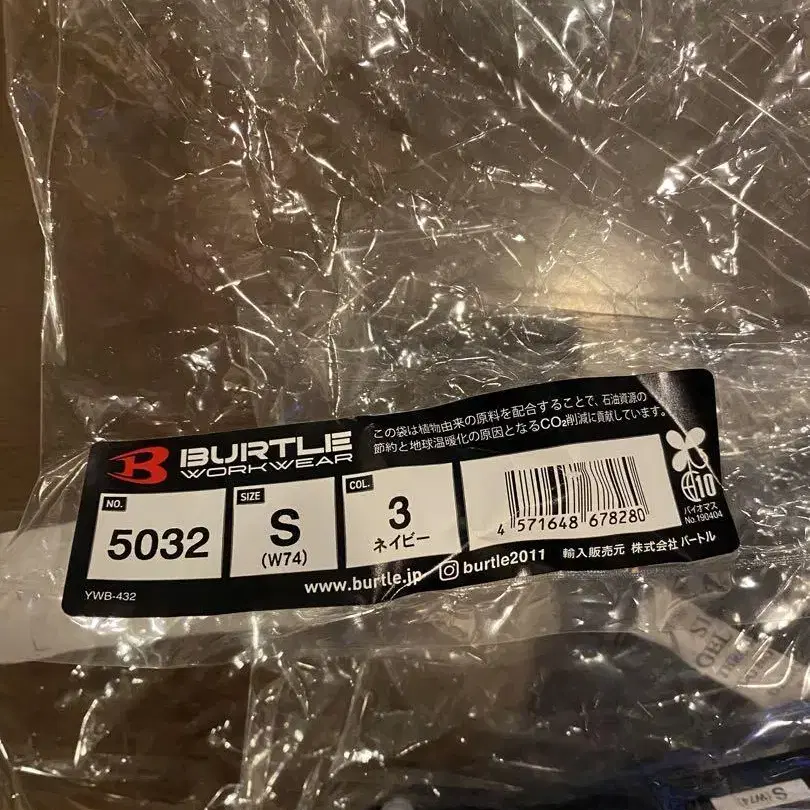 BURTLE
WORKWEAR
この袋は植物由来の原料を配合することで、石油資源の
節約と地球温暖化の原因となるCO₂削減に貢献しています。
NO.
5032
SIZE
S
(W74)
COL.
3
ネイビー
4 571648 678280
10
バイオマス
No.190404
YWB-432
www.burtle.jp
burtle2011
輸入販売元 株式会社バートル
S(W74